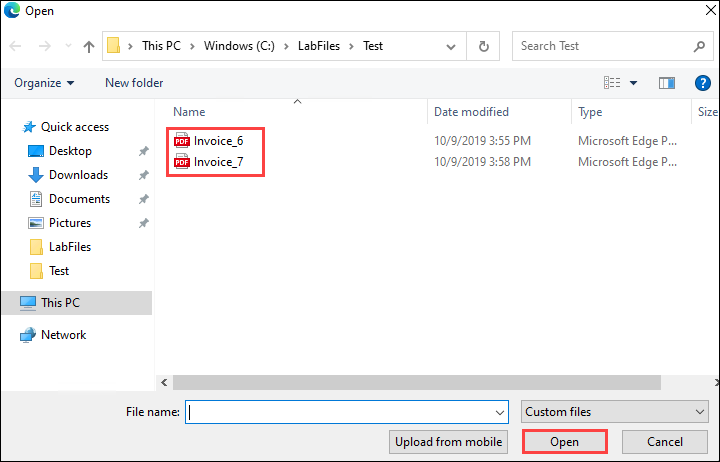 Open
This PC > Windows (C:) > LabFiles > Test
Search Test
Organize
New folder
?
Name
Date modified
Type
Size
Quick access
Desktop
Downloads
Documents
Pictures
LabFiles
Test
This PC
Network
PDF Invoice_6 10/9/2019 3:55 PM Microsoft Edge P...
PDF Invoice_7 10/9/2019 3:58 PM Microsoft Edge P...
File name:
Custom files
Upload from mobile
Open
Cancel